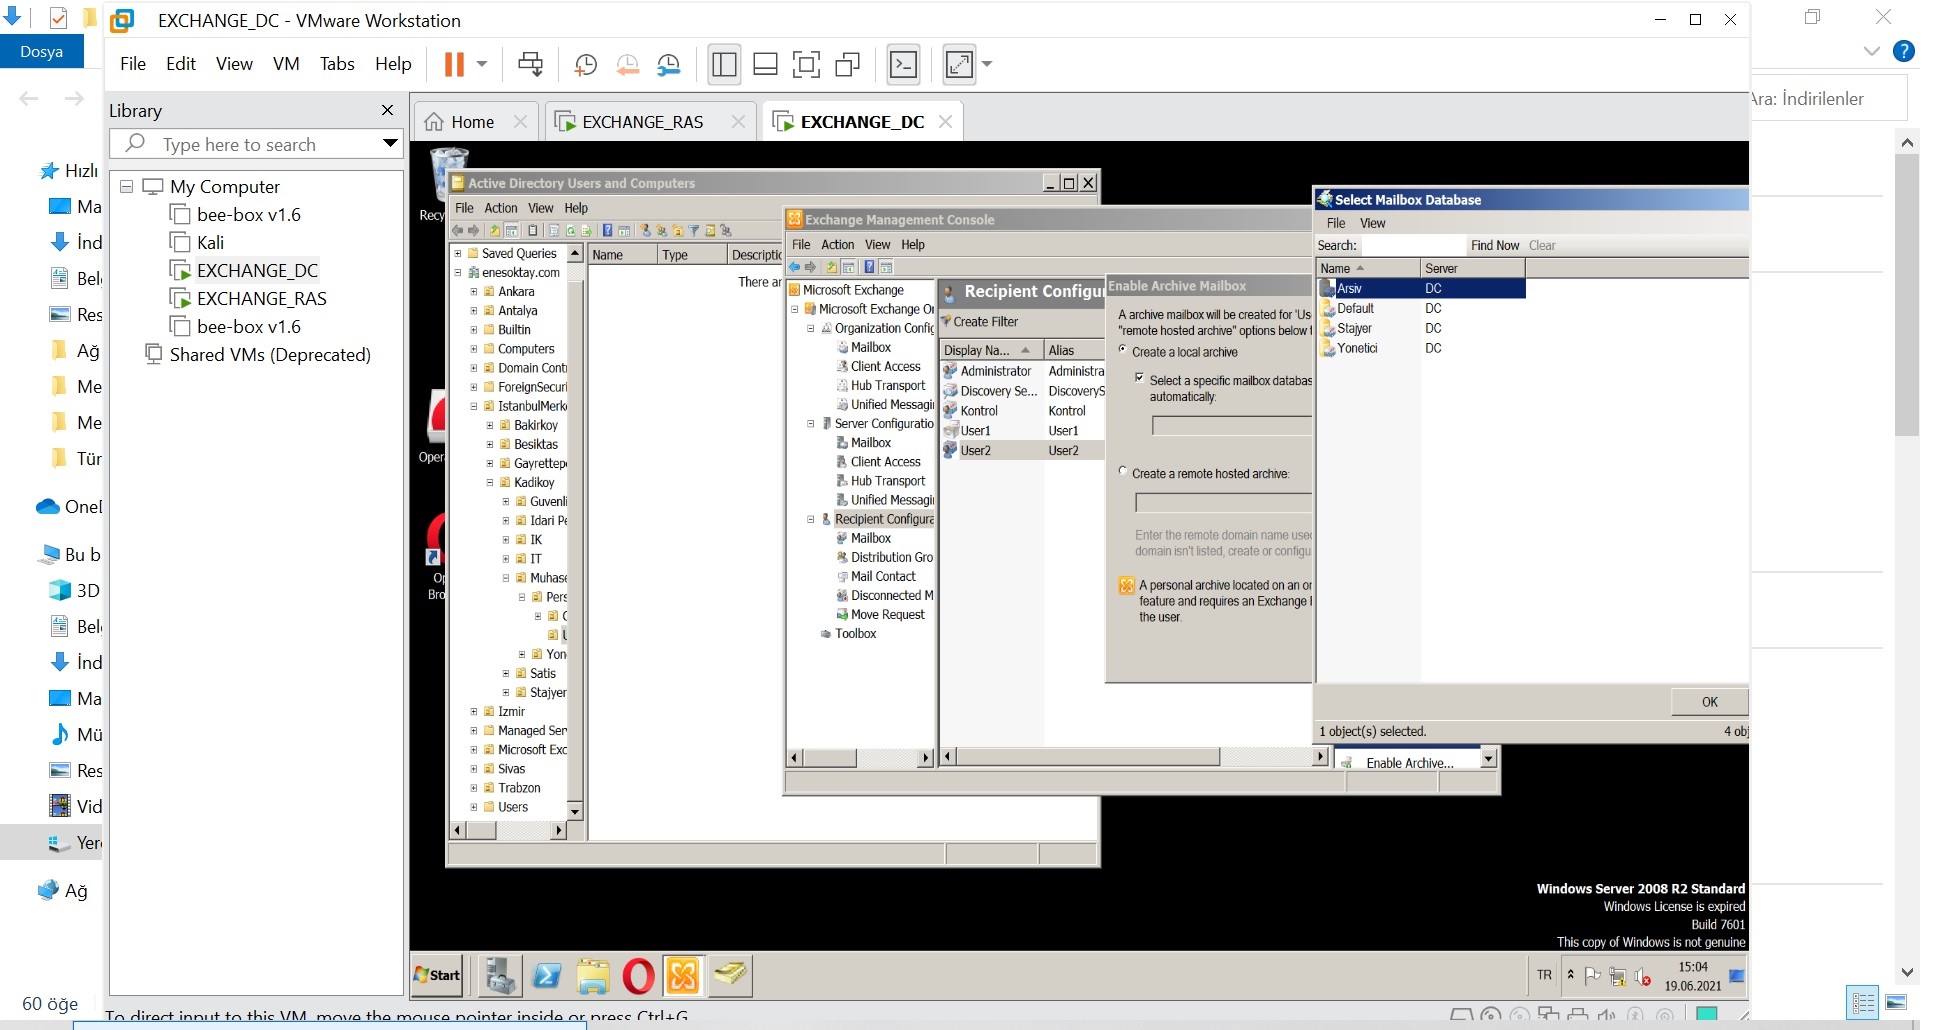 EXCHANGE_DC - VMware Workstation
Dosya
File Edit View VM Tabs Help
Ara: İndirilenler
Library
Type here to search
My Computer
bee-box v1.6
Kali
EXCHANGE_DC
EXCHANGE_RAS
bee-box v1.6
Shared VMs (Deprecated)
Hızlı
Ma
İnd
Bel
Res
Ağ
Me
Me
Tür
OneD
Bu b
3D
Belg
İnd
Ma
Mü
Res
Vid
Yere
Ağ
60 öğe
Home
EXCHANGE_RAS
EXCHANGE_DC
Recy
Oper
Op
Bro
Active Directory Users and Computers
File Action View Help
Saved Queries
enesoktay.com
Ankara
Antalya
Builtin
Computers
Domain Contr
ForeignSecuri
IstanbulMerke
Bakirkoy
Besiktas
Gayrettepe
Kadikoy
Guvenli
Idari Pe
IK
IT
Muhase
Pers
Yon
Satis
Stajyer
Izmir
Managed Serv
Microsoft Exc
Sivas
Trabzon
Users
Name Type Descriptic
There ar
Exchange Management Console
File Action View Help
Microsoft Exchange
Microsoft Exchange Or
Organization Config
Mailbox
Client Access
Hub Transport
Unified Messagin
Server Configuratio
Mailbox
Client Access
Hub Transport
Unified Messagin
Recipient Configura
Mailbox
Distribution Gro
Mail Contact
Disconnected M
Move Request
Toolbox
Recipient Configur
Create Filter
Display Na... Alias
Administrator Administra
Discovery Se... DiscoveryS
Kontrol Kontrol
User1 User1
User2 User2
Enable Archive...
Enable Archive Mailbox
A archive mailbox will be created for 'Use
"remote hosted archive" options below t
Create a local archive
Select a specific mailbox databas
automatically:
Create a remote hosted archive:
Enter the remote domain name used
domain isn't listed, create or configu
A personal archive located on an or
feature and requires an Exchange
the user.
Select Mailbox Database
File View
Search: Find Now Clear
Name Server
Arsiv DC
Default DC
Stajyer DC
Yonetici DC
OK
1 object(s) selected. 4 obj
Windows Server 2008 R2 Standard
Windows License is expired
Build 7601
This copy of Windows is not genuine
Start
TR
15:04
19.06.2021
To direct input to this VM, move the mouse pointer inside or press Ctrl+G.